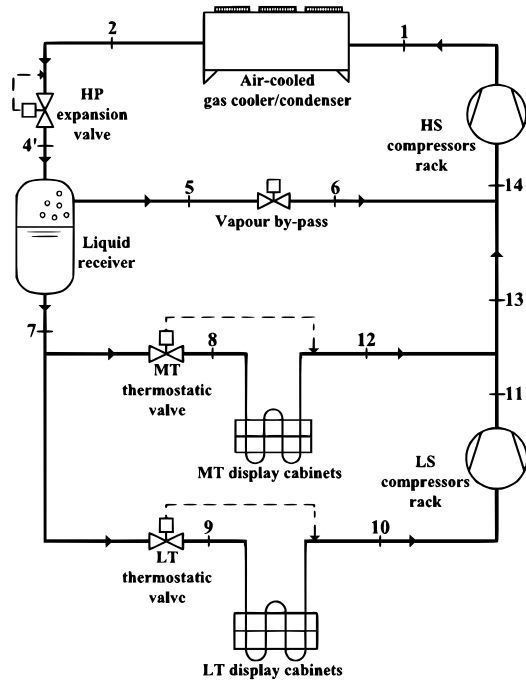 2
1
Air-cooled
gas cooler/condenser
HP
expansion
valve
HS
compressors
rack
4'
14
5
6
Vapour by-pass
Liquid
receiver
13
7
8
12
MT
thermostatic
valve
11
MT display cabinets
LS
compressors
rack
9
10
LT
thermostatic
valve
LT display cabinets